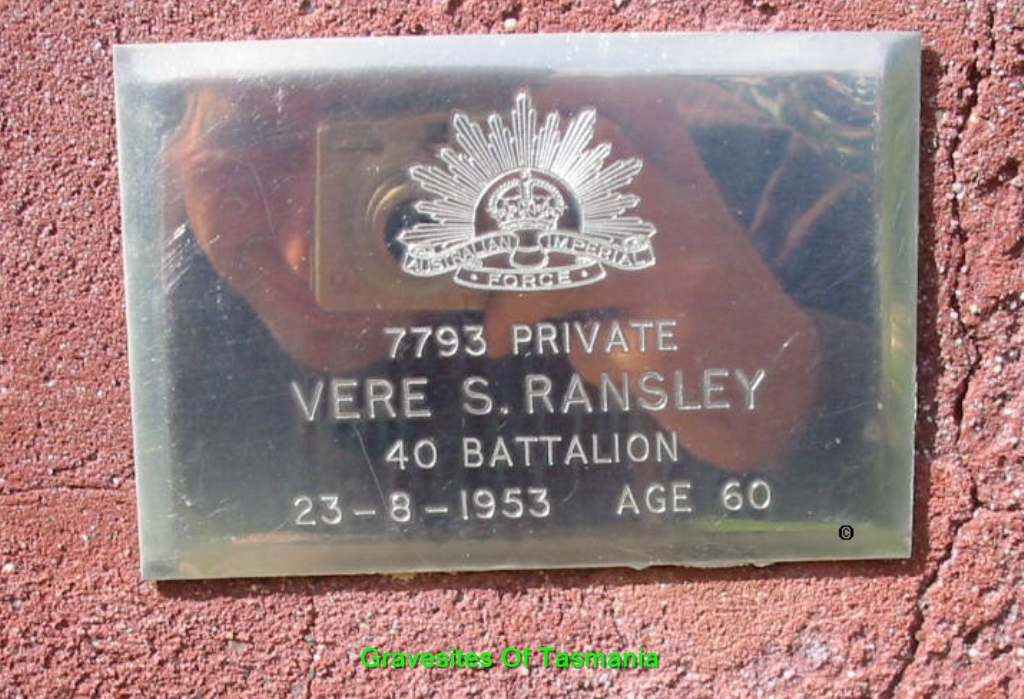 AUSTRALIAN IMPERIAL
• FORCE •
7793 PRIVATE
VERE S. RANSLEY
40 BATTALION
23-8-1953 AGE 60
©
Gravesites Of Tasmania